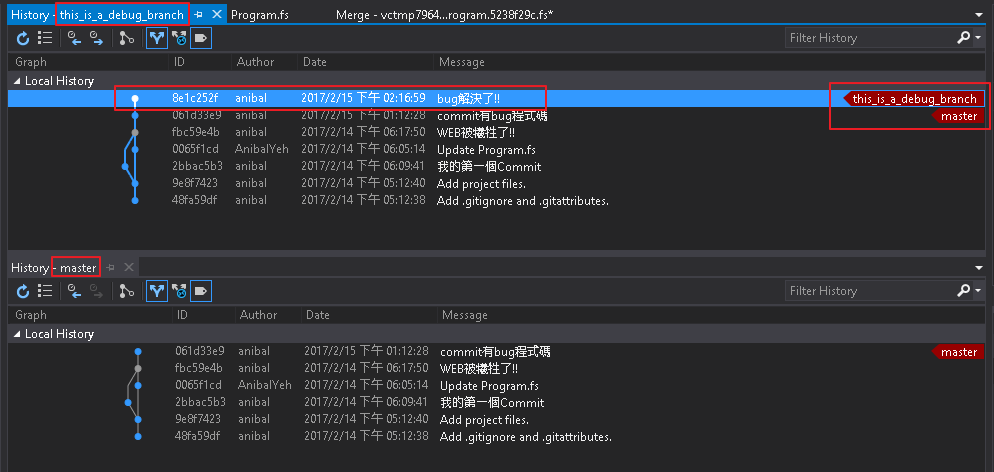 History - this_is_a_debug_branch Program.fs Merge - vctmp7964...rogram.5238f29c.fs*
Filter History
Graph ID Author Date Message
Local History
8e1c252f anibal 2017/2/15 下午 02:16:59 bug解決了!! this_is_a_debug_branch
061d33e9 anibal 2017/2/15 下午 01:12:28 commit有bug程式碼 master
fbc59e4b anibal 2017/2/14 下午 06:17:50 WEB被犧牲了!!
0065f1cd AnibalYeh 2017/2/14 下午 06:05:14 Update Program.fs
2bbac5b3 anibal 2017/2/14 下午 06:09:41 我的第一個Commit
9e8f7423 anibal 2017/2/14 下午 05:12:40 Add project files.
48fa59df anibal 2017/2/14 下午 05:12:38 Add .gitignore and .gitattributes.
History - master
Filter History
Graph ID Author Date Message
Local History
061d33e9 anibal 2017/2/15 下午 01:12:28 commit有bug程式碼 master
fbc59e4b anibal 2017/2/14 下午 06:17:50 WEB被犧牲了!!
0065f1cd AnibalYeh 2017/2/14 下午 06:05:14 Update Program.fs
2bbac5b3 anibal 2017/2/14 下午 06:09:41 我的第一個Commit
9e8f7423 anibal 2017/2/14 下午 05:12:40 Add project files.
48fa59df anibal 2017/2/14 下午 05:12:38 Add .gitignore and .gitattributes.